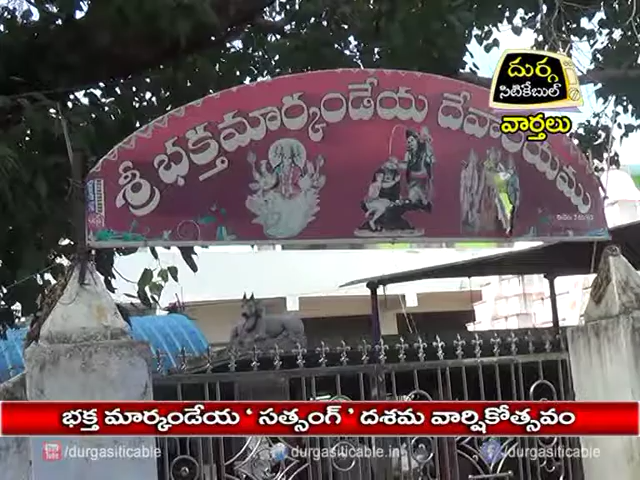 దుర్గ
సిటికేబుల్
వార్తలు
శ్రీ భక్తమార్కండేయ దేవాలయము
భక్త మార్కండేయ ‘ సత్సంగ్ ’ దశమ వార్షికోత్సవం
/durgasiticable
/durgasiticable.in
/durgasiticable